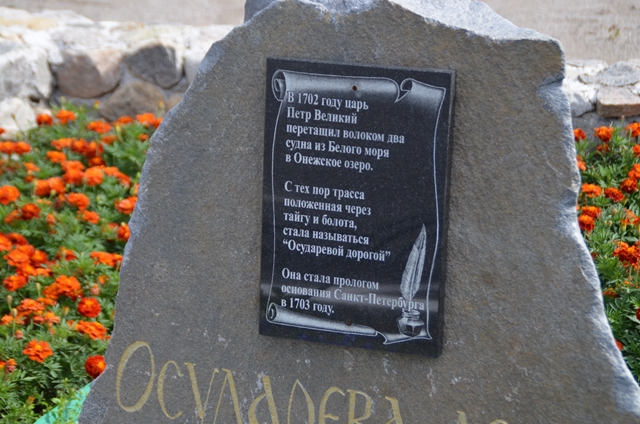 В 1702 году царь
Петр Великий
перетащил волоком два
судна из Белого моря
в Онежское озеро.
С тех пор трасса
положенная через
тайгу и болота,
стала называться
“Осударевой дорогой”
Она стала прологом
основания Санкт-Петербурга
в 1703 году.
ОСУДАРЕВА